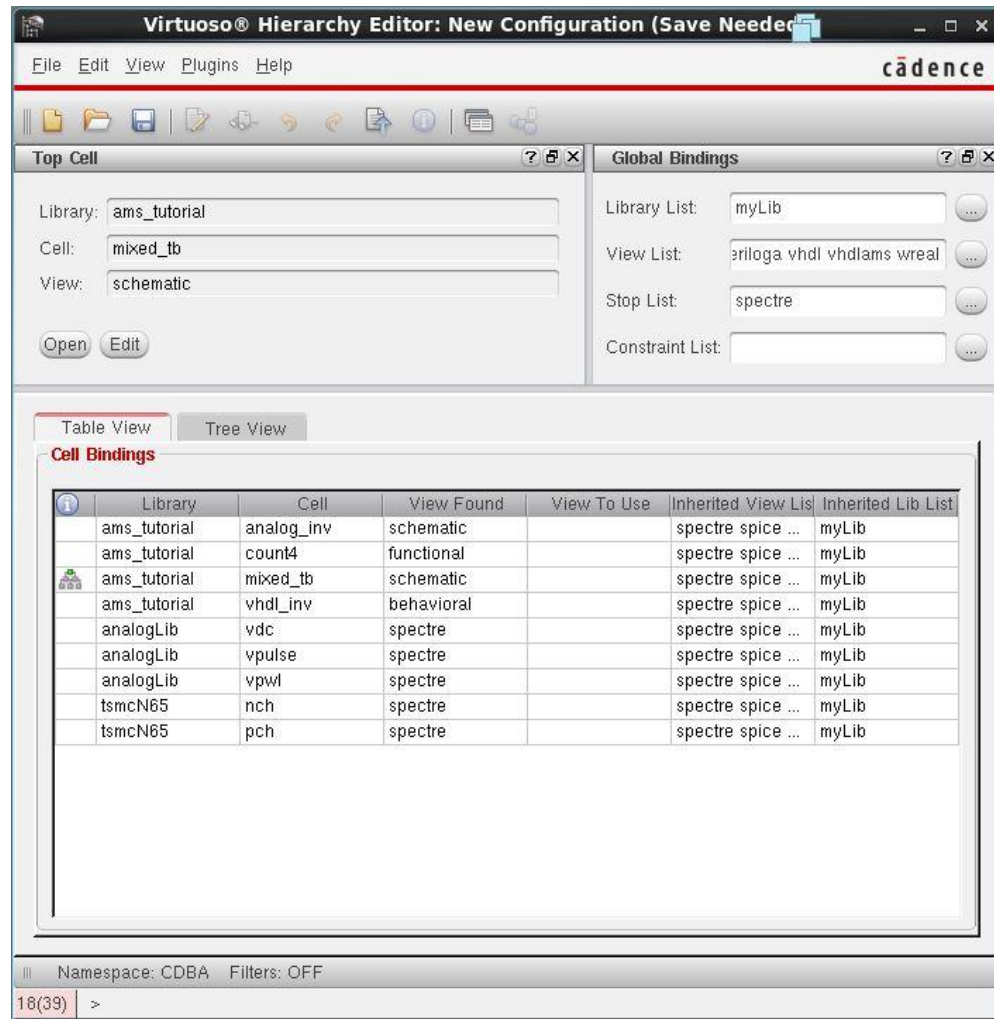 Virtuoso® Hierarchy Editor: New Configuration (Save Needed
File Edit View Plugins Help
cādence
Top Cell
Library: ams_tutorial
Cell: mixed_tb
View: schematic
Open Edit
Global Bindings
Library List: myLib ...
View List: eriloga vhdl vhdlams wreal ...
Stop List: spectre ...
Constraint List: ...
Table View Tree View
Cell Bindings
Library Cell View Found View To Use Inherited View Lis Inherited Lib List
ams_tutorial analog_inv schematic spectre spice ... myLib
ams_tutorial count4 functional spectre spice ... myLib
ams_tutorial mixed_tb schematic spectre spice ... myLib
ams_tutorial vhdl_inv behavioral spectre spice ... myLib
analogLib vdc spectre spectre spice ... myLib
analogLib vpulse spectre spectre spice ... myLib
analogLib vpwl spectre spectre spice ... myLib
tsmcN65 nch spectre spectre spice ... myLib
tsmcN65 pch spectre spectre spice ... myLib
Namespace: CDBA Filters: OFF
18(39) >